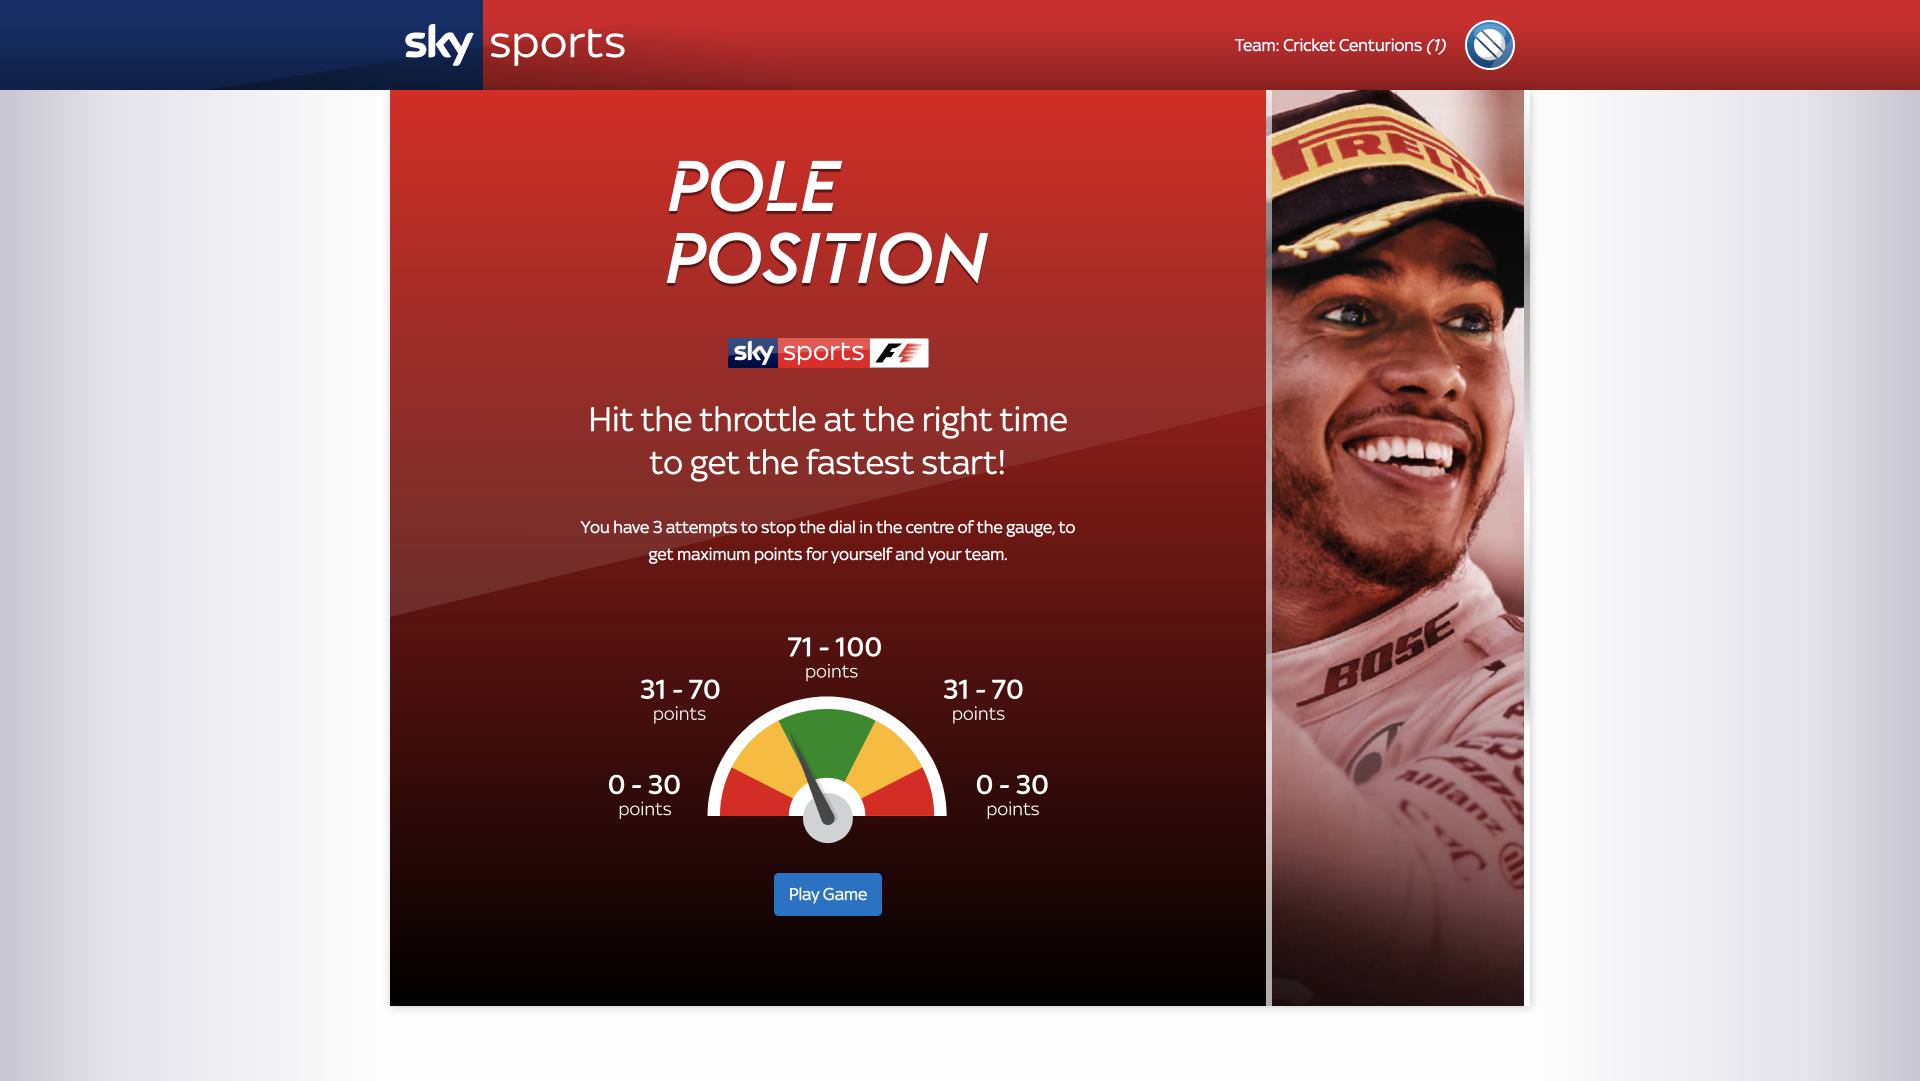 sky sports
Team: Cricket Centurions (1)
POLE
POSITION
sky sports F1
Hit the throttle at the right time
to get the fastest start!
You have 3 attempts to stop the dial in the centre of the gauge, to
get maximum points for yourself and your team.
71 - 100
points
31 - 70
points
31 - 70
points
0 - 30
points
0 - 30
points
Play Game
PIRELLI
BOSE
Allianz